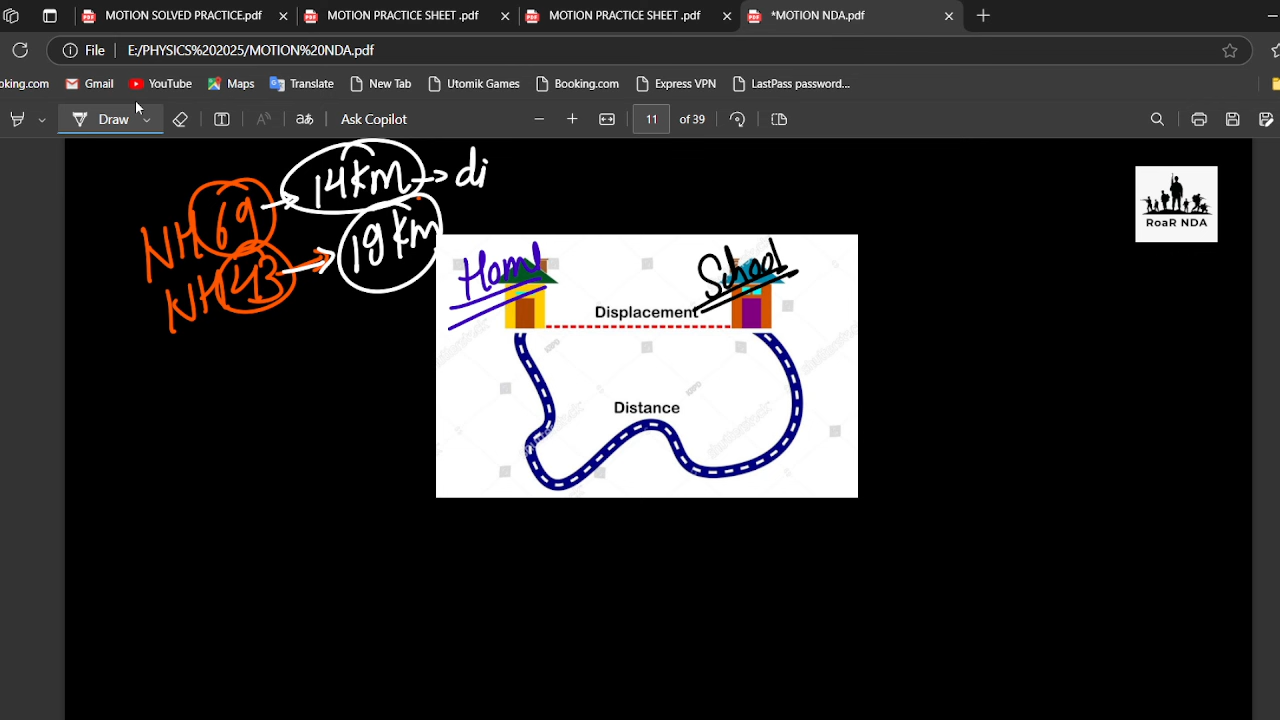 MOTION SOLVED PRACTICE.pdf
MOTION PRACTICE SHEET .pdf
MOTION PRACTICE SHEET .pdf
*MOTION NDA.pdf
File
E:/PHYSICS%202025/MOTION%20NDA.pdf
oking.com
Gmail
YouTube
Maps
Translate
New Tab
Utomik Games
Booking.com
Express VPN
LastPass password...
Draw
aあ
Ask Copilot
11 of 39
14km → di
NH 69
19 km
NH 43
RoaR NDA
Home
School
Displacement
Distance